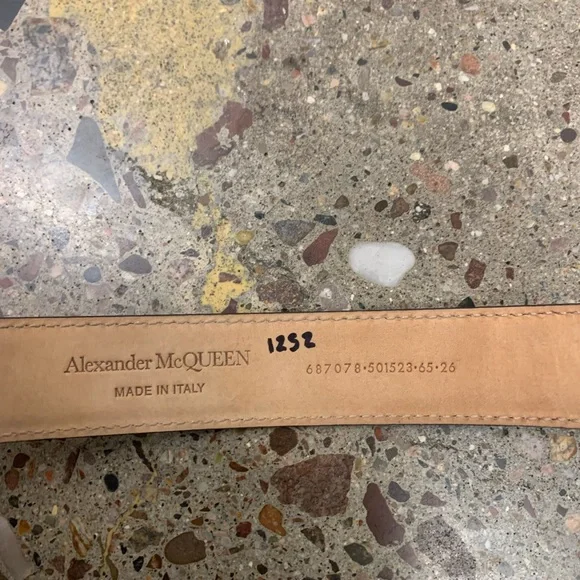 Alexander McQUEEN
MADE IN ITALY
1252
687078•501523•65•26